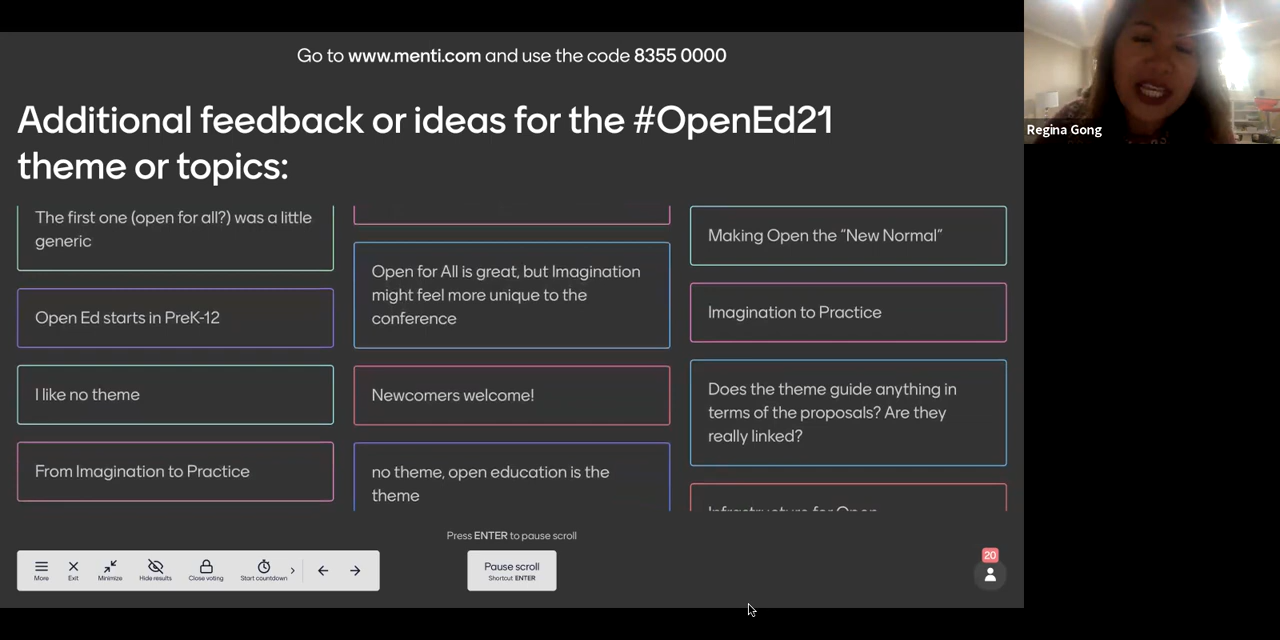 Go to www.menti.com and use the code 8355 0000
Additional feedback or ideas for the #OpenEd21
theme or topics:
The first one (open for all?) was a little
generic
Open Ed starts in PreK-12
I like no theme
From Imagination to Practice
Open for All is great, but Imagination
might feel more unique to the
conference
Newcomers welcome!
no theme, open education is the
theme
Making Open the “New Normal”
Imagination to Practice
Does the theme guide anything in
terms of the proposals? Are they
really linked?
Infrastructure for Open
Press ENTER to pause scroll
More
Exit
Minimize
Hide results
Close voting
Start countdown
Pause scroll
Shortcut ENTER
20
Regina Gong